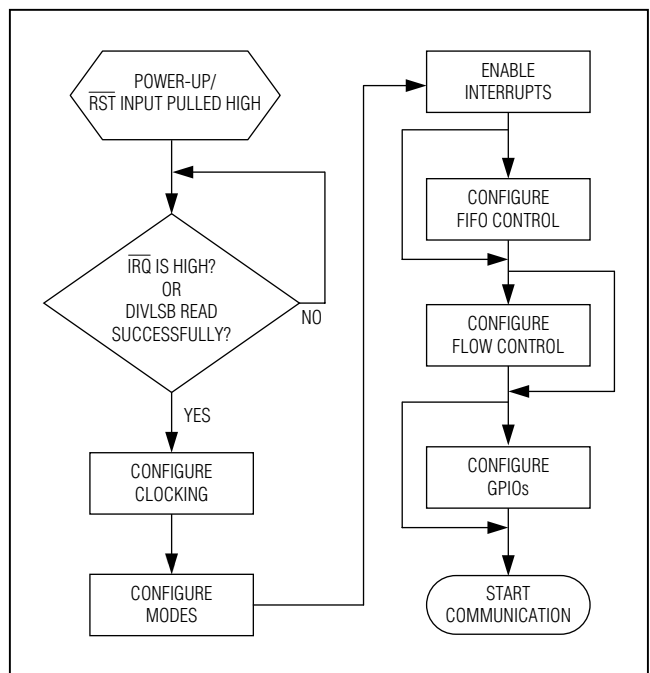 POWER-UP/
RST INPUT PULLED HIGH
IRQ IS HIGH?
OR
DIVLSB READ
SUCCESSFULLY?
NO
YES
CONFIGURE
CLOCKING
CONFIGURE
MODES
ENABLE
INTERRUPTS
CONFIGURE
FIFO CONTROL
CONFIGURE
FLOW CONTROL
CONFIGURE
GPIOs
START
COMMUNICATION